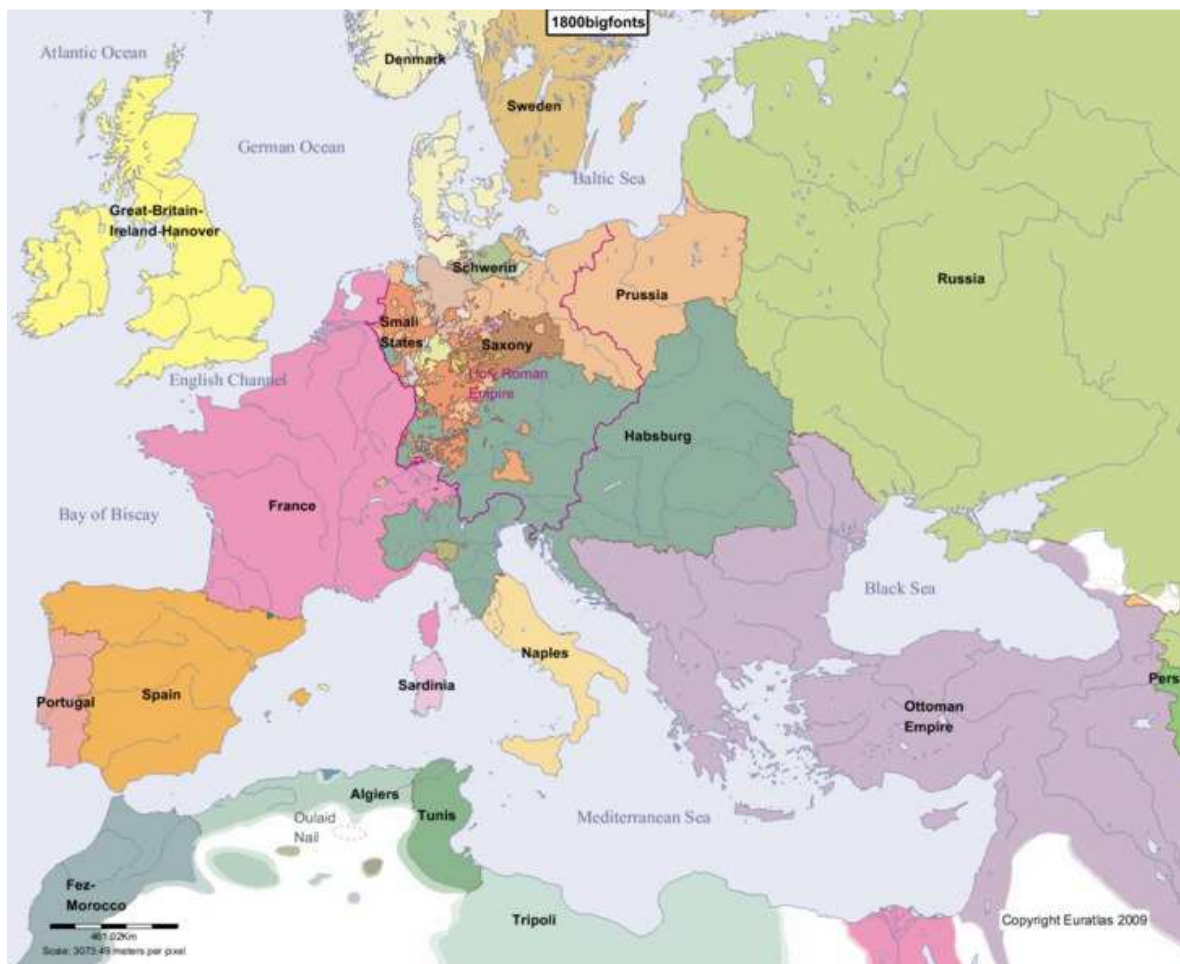 1800bigfonts
Atlantic Ocean
Denmark
Sweden
German Ocean
Baltic Sea
Great-Britain-
Ireland-Hanover
Schwerin
Russia
Prussia
Small
States
Saxony
English Channel
Holy Roman
Empire
Habsburg
France
Bay of Biscay
Black Sea
Naples
Sardinia
Portugal
Spain
Pers
Ottoman
Empire
Algiers
Oulaid
Nail
Tunis
Mediterranean Sea
Fez-
Morocco
Tripoli
Copyright Euratlas 2009
461.02Km
Scale: 3073.49 meters per pixel